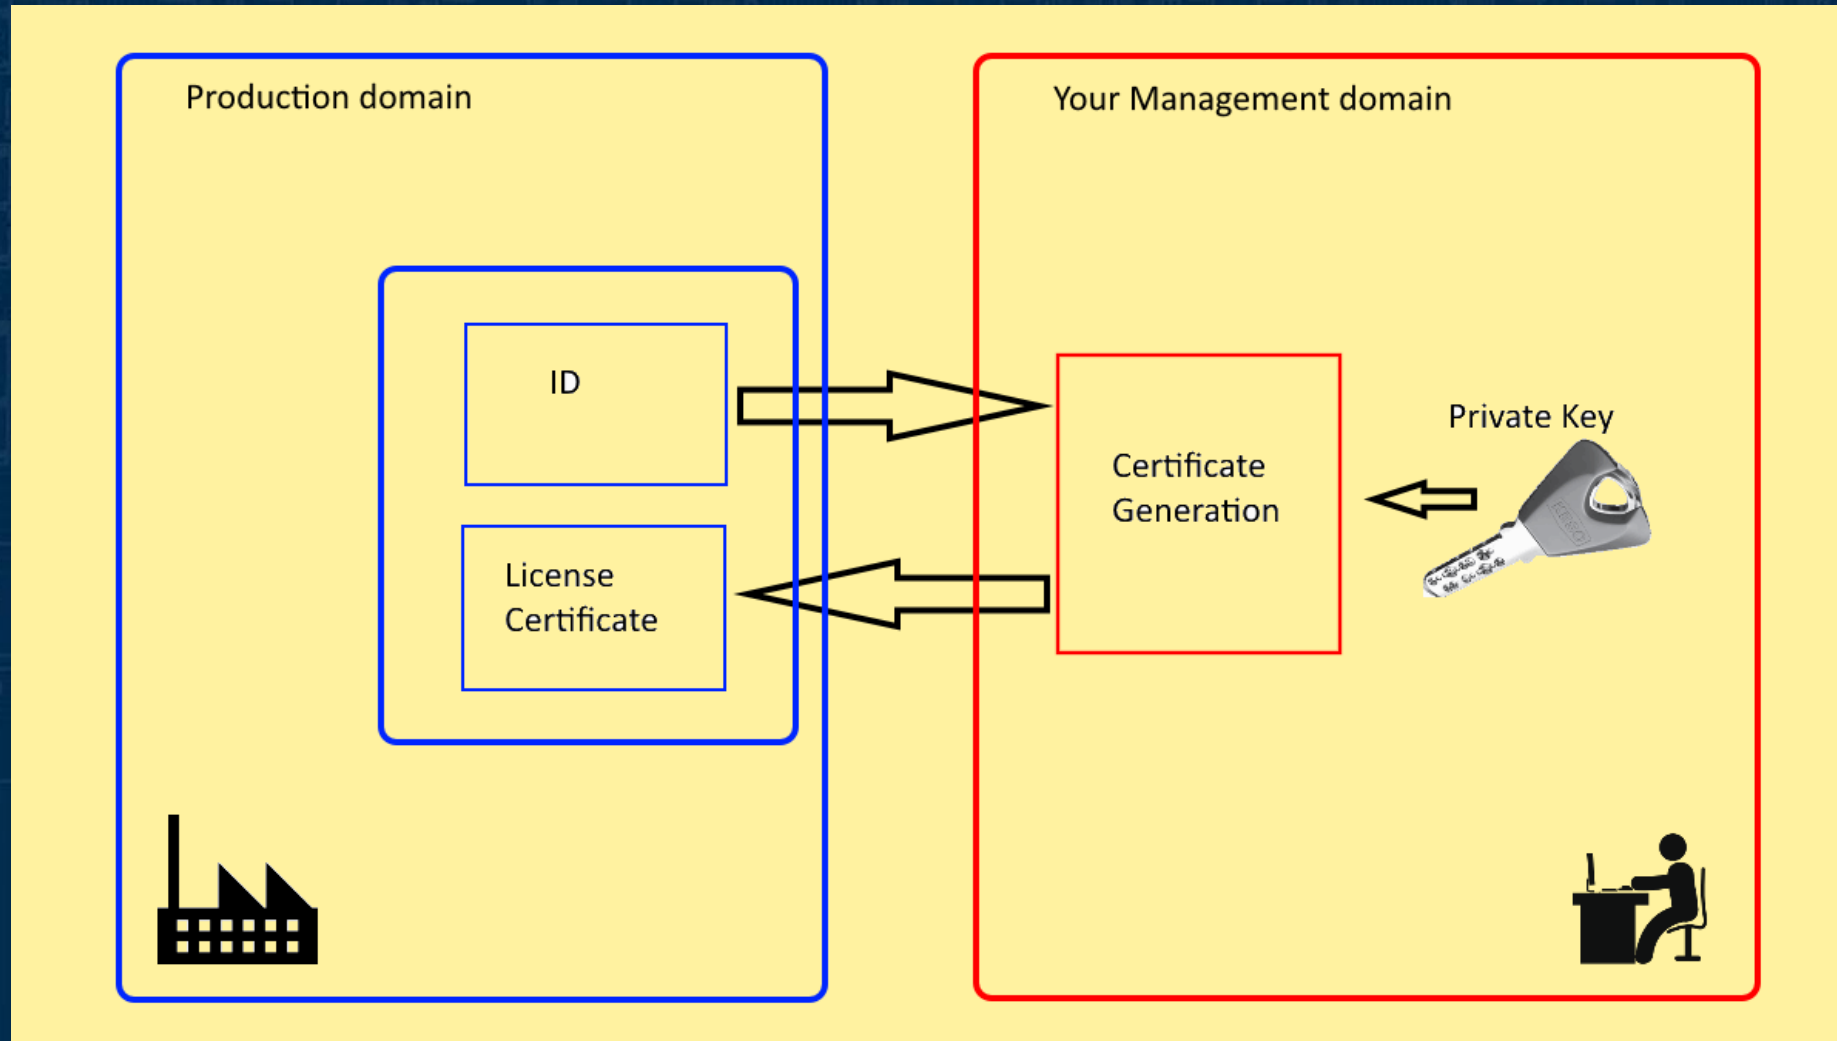 Production domain
Your Management domain
ID
License
Certificate
Certificate
Generation
Private Key